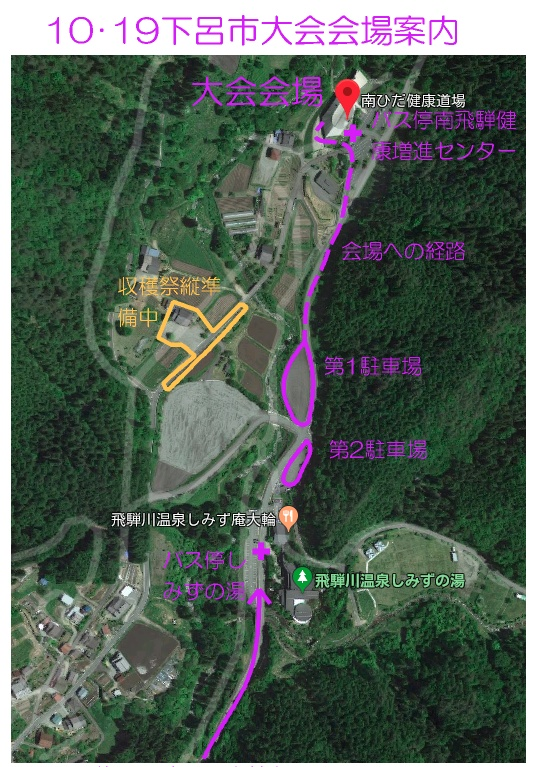 10・19下呂市大会会場案内
大会会場
南ひだ健康道場
バス停南飛騨健
康増進センター
会場への経路
収穫祭縦準
備中
第1駐車場
第2駐車場
飛騨川温泉しみず庵大輪
バス停し
みずの湯
飛騨川温泉しみずの湯